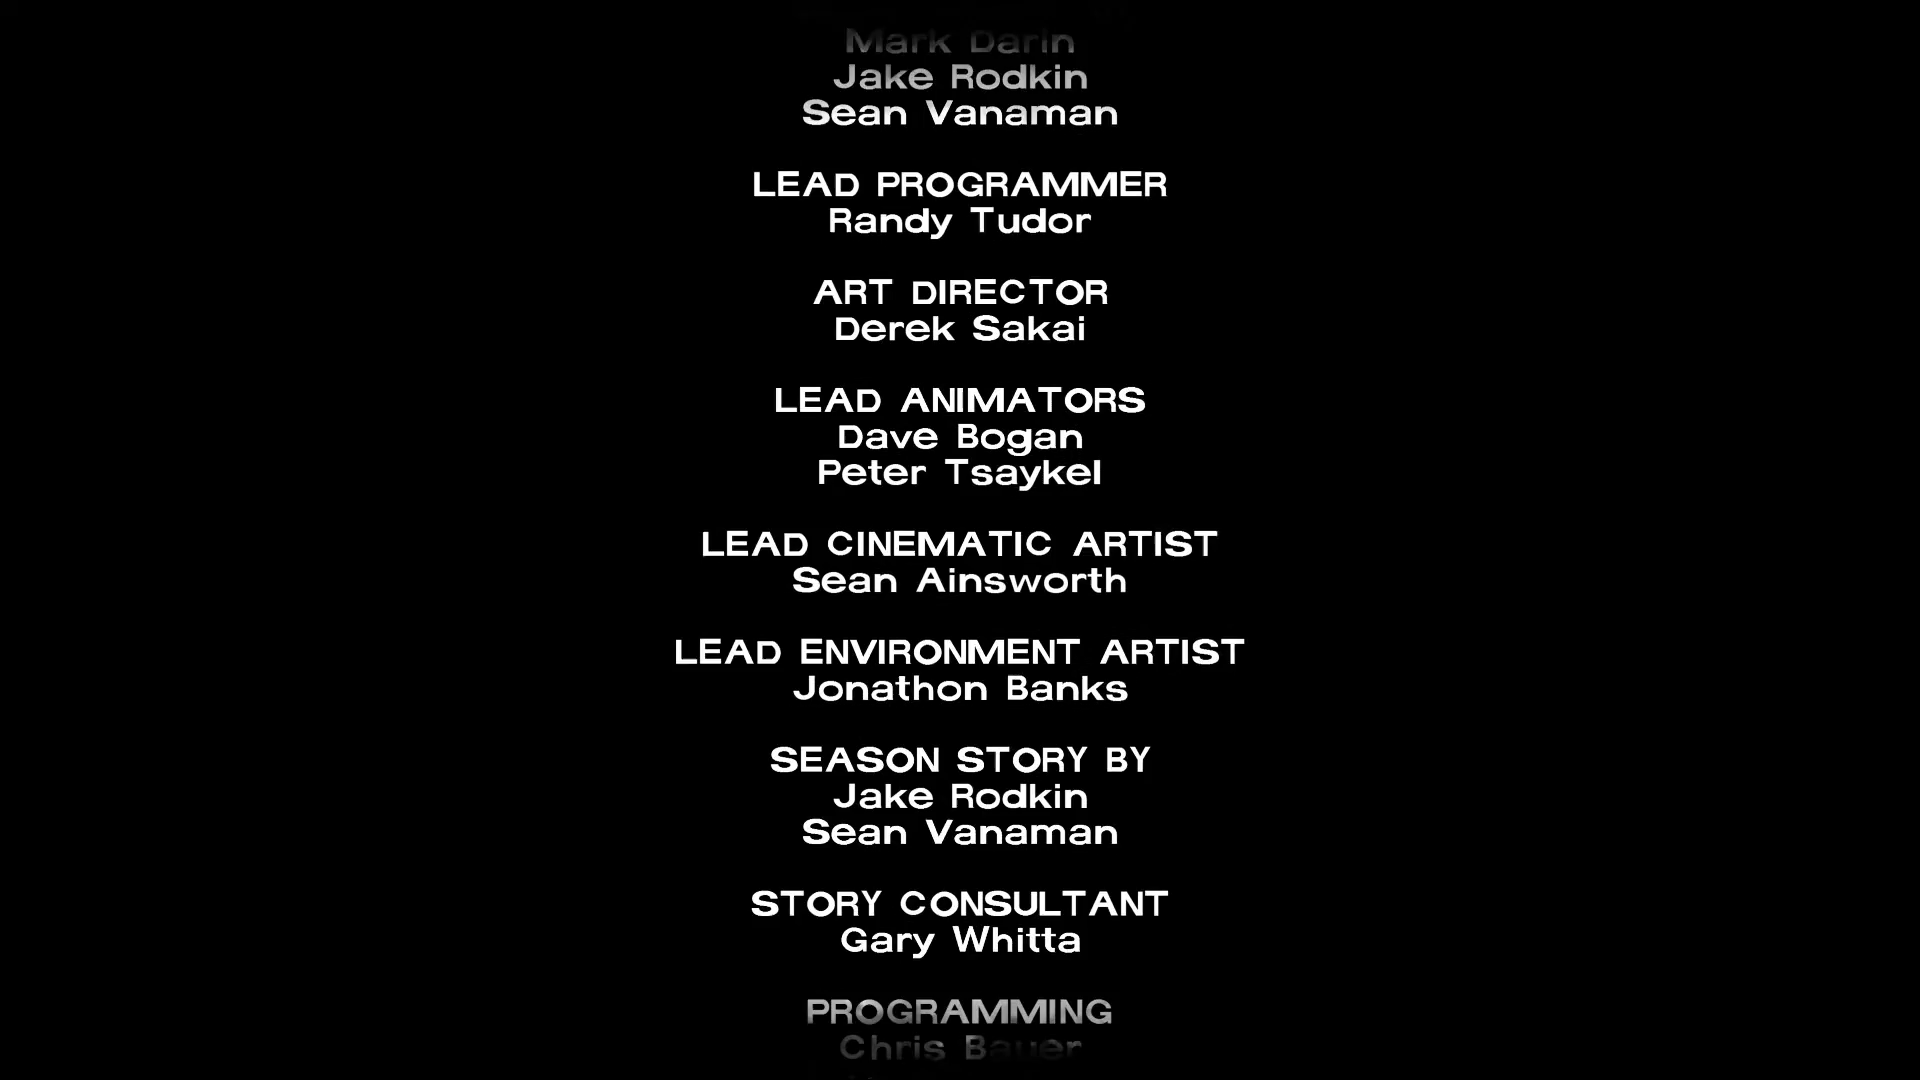 Mark Darin
Jake Rodkin
Sean Vanaman
LEAD PROGRAMMER
Randy Tudor
ART DIRECTOR
Derek Sakai
LEAD ANIMATORS
Dave Bogan
Peter Tsaykel
LEAD CINEMATIC ARTIST
Sean Ainsworth
LEAD ENVIRONMENT ARTIST
Jonathon Banks
SEASON STORY BY
Jake Rodkin
Sean Vanaman
STORY CONSULTANT
Gary Whitta
PROGRAMMING
Chris Bauer